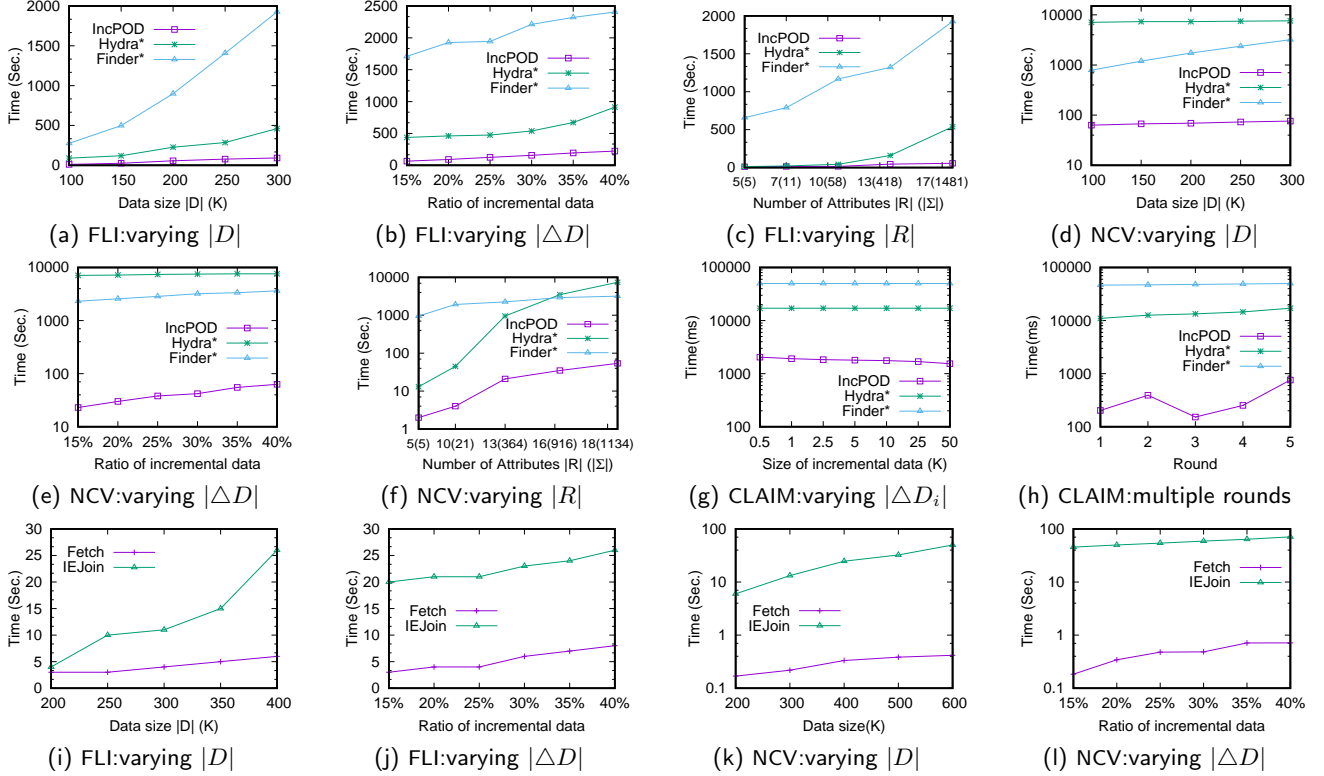 2000
1500
1000
500
0
Time (Sec.)
IncPOD
Hydra*
Finder*
100 150 200 250 300
Data size |D| (K)
(a) FLI:varying |D|
2500
2000
1500
1000
500
0
Time (Sec.)
IncPOD
Hydra*
Finder*
15% 20% 25% 30% 35% 40%
Ratio of incremental data
(b) FLI:varying |△D|
2000
1500
1000
500
0
Time (Sec.)
IncPOD
Hydra*
Finder*
5(5) 7(11) 10(58) 13(418) 17(1481)
Number of Attributes |R| (|Σ|)
(c) FLI:varying |R|
10000
1000
100
10
Time (Sec.)
IncPOD
Hydra*
Finder*
100 150 200 250 300
Data size |D| (K)
(d) NCV:varying |D|
10000
1000
100
10
Time (Sec.)
IncPOD
Hydra*
Finder*
15% 20% 25% 30% 35% 40%
Ratio of incremental data
(e) NCV:varying |△D|
10000
1000
100
10
1
Time (Sec.)
IncPOD
Hydra*
Finder*
5(5) 10(21) 13(364) 16(916) 18(1134)
Number of Attributes |R| (|Σ|)
(f) NCV:varying |R|
100000
10000
1000
100
Time(ms)
IncPOD
Hydra*
Finder*
0.5 1 2.5 5 10 25 50
Size of incremental data (K)
(g) CLAIM:varying |△Dᵢ|
100000
10000
1000
100
Time(ms)
IncPOD
Hydra*
Finder*
1 2 3 4 5
Round
(h) CLAIM:multiple rounds
30
25
20
15
10
5
0
Time (Sec.)
Fetch
IEJoin
200 250 300 350 400
Data size |D| (K)
(i) FLI:varying |D|
30
25
20
15
10
5
0
Time (Sec.)
Fetch
IEJoin
15% 20% 25% 30% 35% 40%
Ratio of incremental data
(j) FLI:varying |△D|
100
10
1
0.1
Time (Sec.)
Fetch
IEJoin
200 300 400 500 600
Data size(K)
(k) NCV:varying |D|
100
10
1
0.1
Time (Sec.)
Fetch
IEJoin
15% 20% 25% 30% 35% 40%
Ratio of incremental data
(l) NCV:varying |△D|